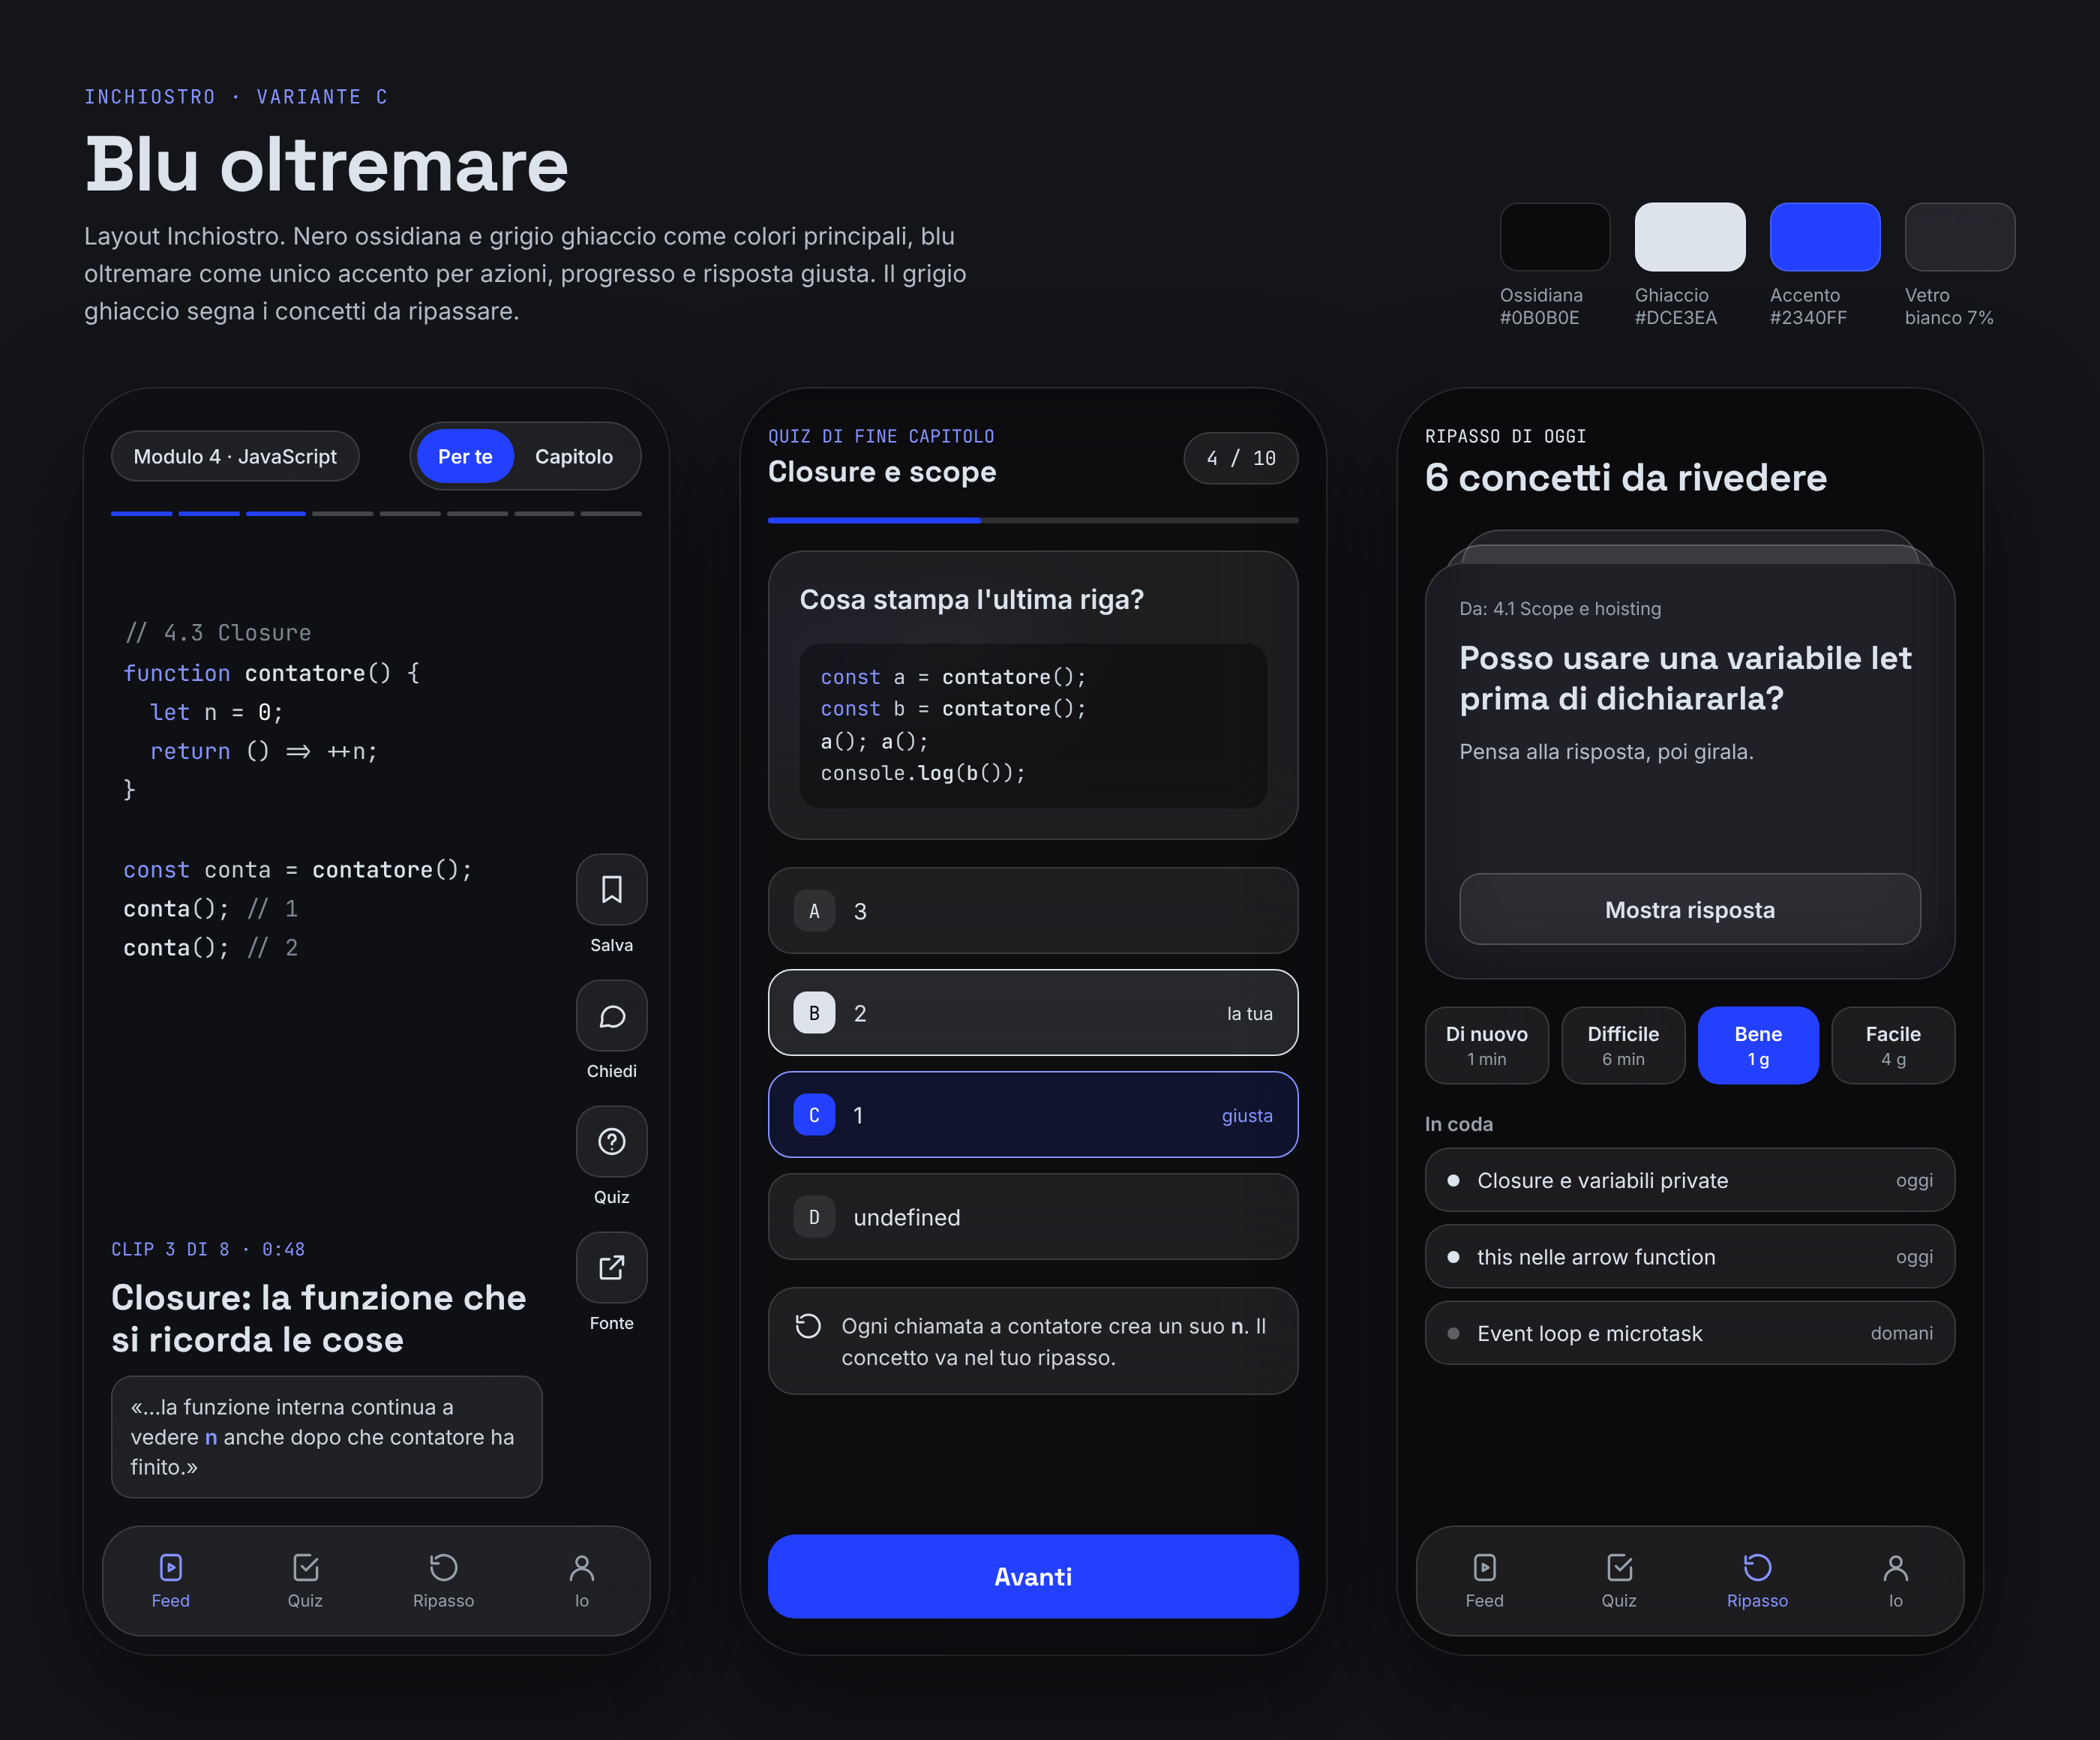 INCHIOSTRO · VARIANTE C
Blu oltremare
Layout Inchiostro. Nero ossidiana e grigio ghiaccio come colori principali, blu
oltremare come unico accento per azioni, progresso e risposta giusta. Il grigio
ghiaccio segna i concetti da ripassare.
Ossidiana
#0B0B0E
Ghiaccio
#DCE3EA
Accento
#2340FF
Vetro
bianco 7%
Modulo 4 · JavaScript
Per te
Capitolo
// 4.3 Closure
function contatore() {
  let n = 0;
  return () => ++n;
}
const conta = contatore();
conta(); // 1
conta(); // 2
Salva
Chiedi
Quiz
Fonte
CLIP 3 DI 8 · 0:48
Closure: la funzione che
si ricorda le cose
«...la funzione interna continua a
vedere n anche dopo che contatore ha
finito.»
Feed
Quiz
Ripasso
Io
QUIZ DI FINE CAPITOLO
Closure e scope
4 / 10
Cosa stampa l'ultima riga?
const a = contatore();
const b = contatore();
a(); a();
console.log(b());
A 3
B 2 la tua
C 1 giusta
D undefined
Ogni chiamata a contatore crea un suo n. Il
concetto va nel tuo ripasso.
Avanti
RIPASSO DI OGGI
6 concetti da rivedere
Da: 4.1 Scope e hoisting
Posso usare una variabile let
prima di dichiararla?
Pensa alla risposta, poi girala.
Mostra risposta
Di nuovo
1 min
Difficile
6 min
Bene
1 g
Facile
4 g
In coda
Closure e variabili private oggi
this nelle arrow function oggi
Event loop e microtask domani
Feed
Quiz
Ripasso
Io